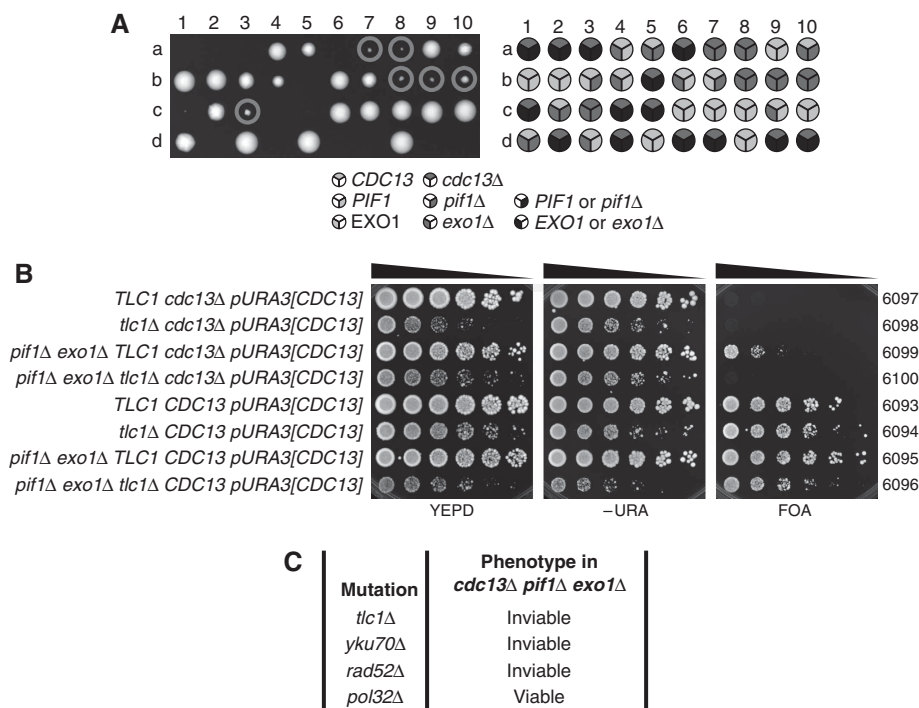 A
1 2 3 4 5 6 7 8 9 10 1 2 3 4 5 6 7 8 9 10
a a
b b
c c
d d
CDC13 cdc13Δ
PIF1 pif1Δ PIF1 or pif1Δ
EXO1 exo1Δ EXO1 or exo1Δ
B
TLC1 cdc13Δ pURA3[CDC13] 6097
tlc1Δ cdc13Δ pURA3[CDC13] 6098
pif1Δ exo1Δ TLC1 cdc13Δ pURA3[CDC13] 6099
pif1Δ exo1Δ tlc1Δ cdc13Δ pURA3[CDC13] 6100
TLC1 CDC13 pURA3[CDC13] 6093
tlc1Δ CDC13 pURA3[CDC13] 6094
pif1Δ exo1Δ TLC1 CDC13 pURA3[CDC13] 6095
pif1Δ exo1Δ tlc1Δ CDC13 pURA3[CDC13] 6096
YEPD –URA FOA
C
Phenotype in
Mutation cdc13Δ pif1Δ exo1Δ
tlc1Δ Inviable
yku70Δ Inviable
rad52Δ Inviable
pol32Δ Viable